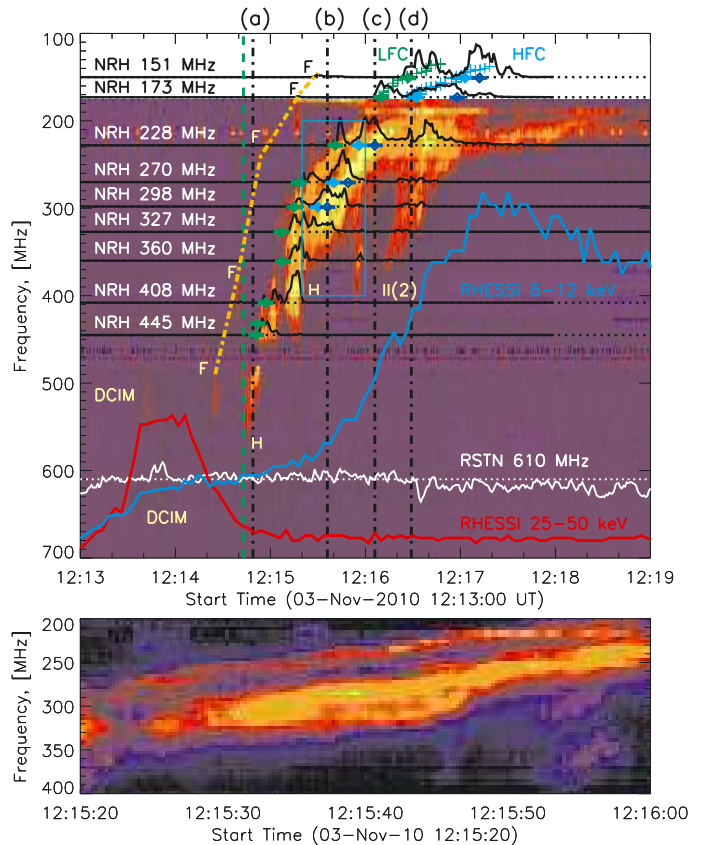 (a) (b) (c) (d)
100
NRH 151 MHz F LFC HFC
NRH 173 MHz F
200
NRH 228 MHz F
NRH 270 MHz
NRH 298 MHz
300
NRH 327 MHz
NRH 360 MHz F
H II(2) RHESSI 6-12 keV
400
NRH 408 MHz
NRH 445 MHz
F
500
DCIM
H
RSTN 610 MHz
600
DCIM RHESSI 25-50 keV
700
Frequency, [MHz]
12:13 12:14 12:15 12:16 12:17 12:18 12:19
Start Time (03-Nov-2010 12:13:00 UT)
200
250
300
350
400
Frequency, [MHz]
12:15:20 12:15:30 12:15:40 12:15:50 12:16:00
Start Time (03-Nov-10 12:15:20)